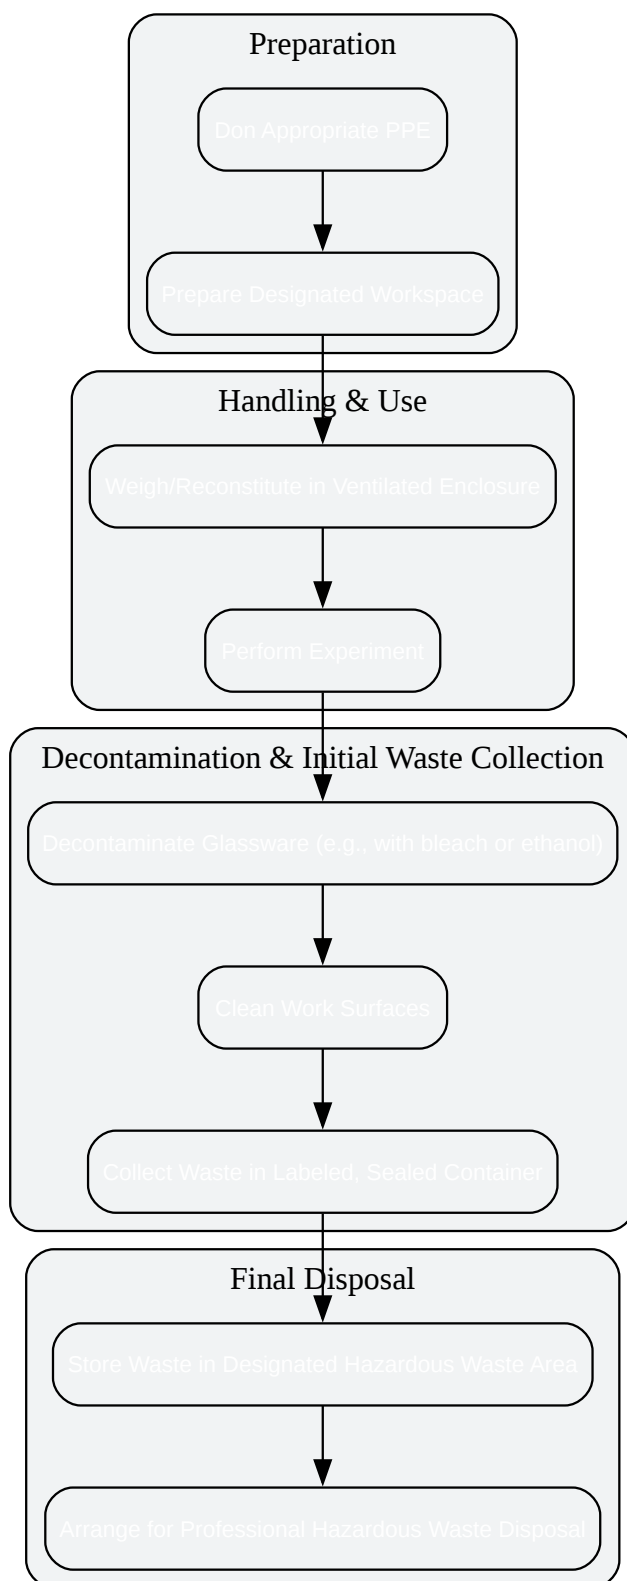 Preparation
Don Appropriate PPE
Prepare Designated Workspace
Handling & Use
Weigh/Reconstitute in Ventilated Enclosure
Perform Experiment
Decontamination & Initial Waste Collection
Decontaminate Glassware (e.g., with bleach or ethanol)
Clean Work Surfaces
Collect Waste in Labeled, Sealed Container
Final Disposal
Store Waste in Designated Hazardous Waste Area
Arrange for Professional Hazardous Waste Disposal